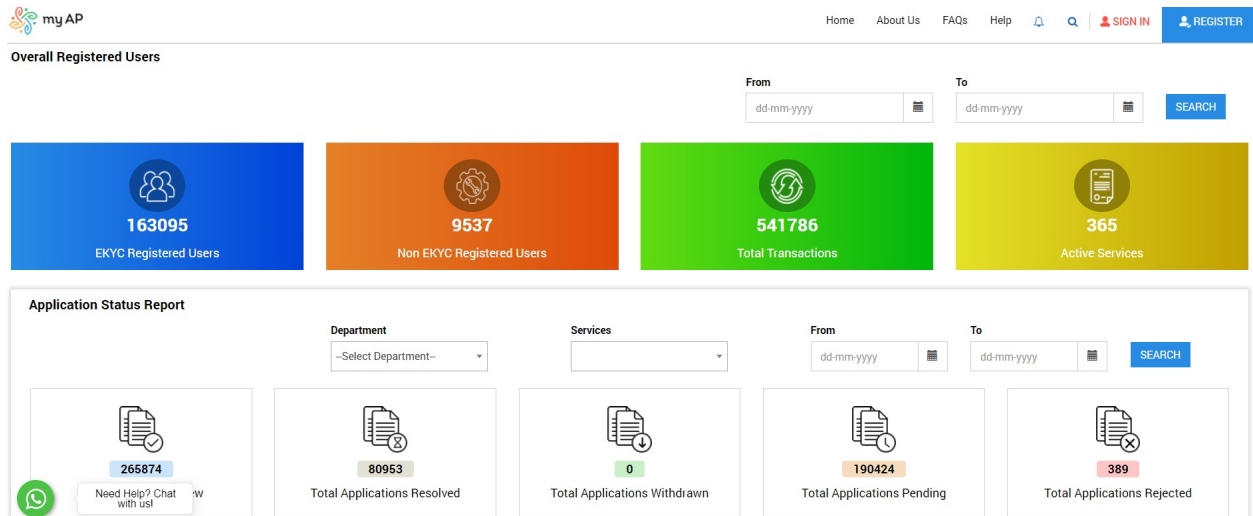 my AP
Home About Us FAQs Help SIGN IN REGISTER
Overall Registered Users
From To
dd-mm-yyyy dd-mm-yyyy SEARCH
163095 9537 541786 365
EKYC Registered Users Non EKYC Registered Users Total Transactions Active Services
Application Status Report
Department Services From To
--Select Department-- dd-mm-yyyy dd-mm-yyyy SEARCH
265874 80953 0 190424 389
Total Applications Resolved Total Applications Withdrawn Total Applications Pending Total Applications Rejected
Need Help? Chat
with us!